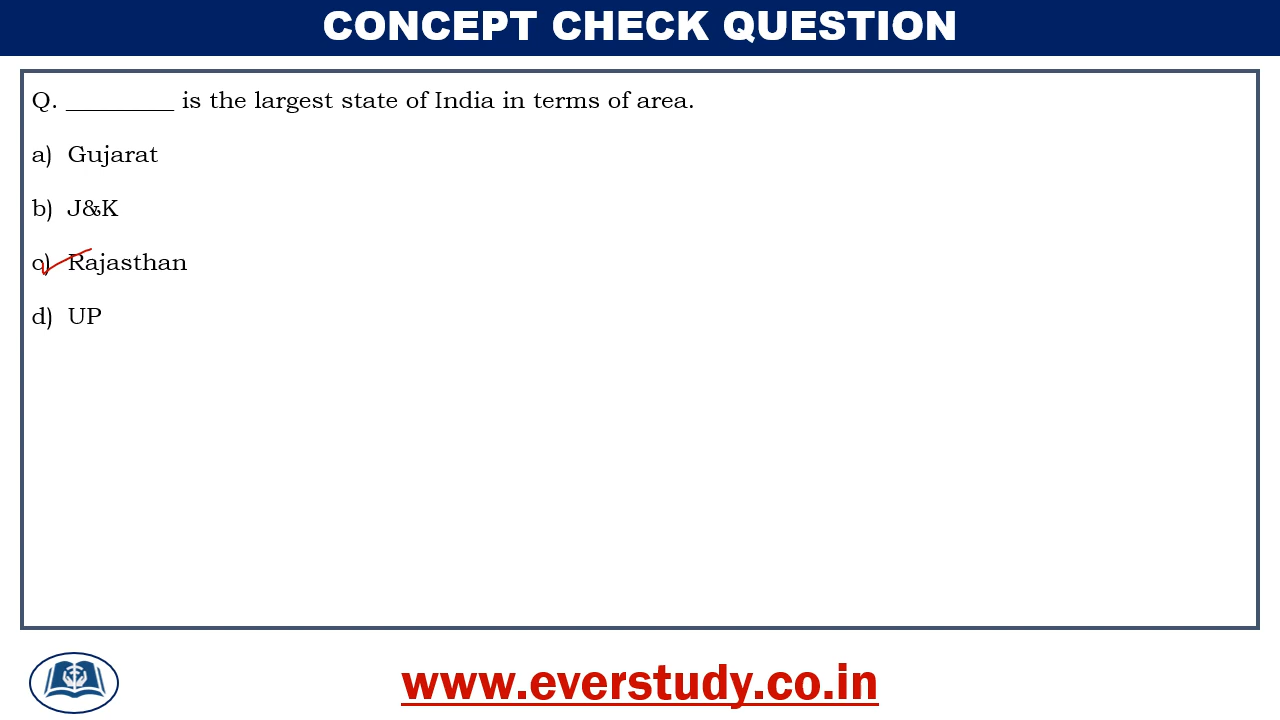 CONCEPT CHECK QUESTION
Q. _________ is the largest state of India in terms of area.
a) Gujarat
b) J&K
c) Rajasthan
d) UP
www.everstudy.co.in